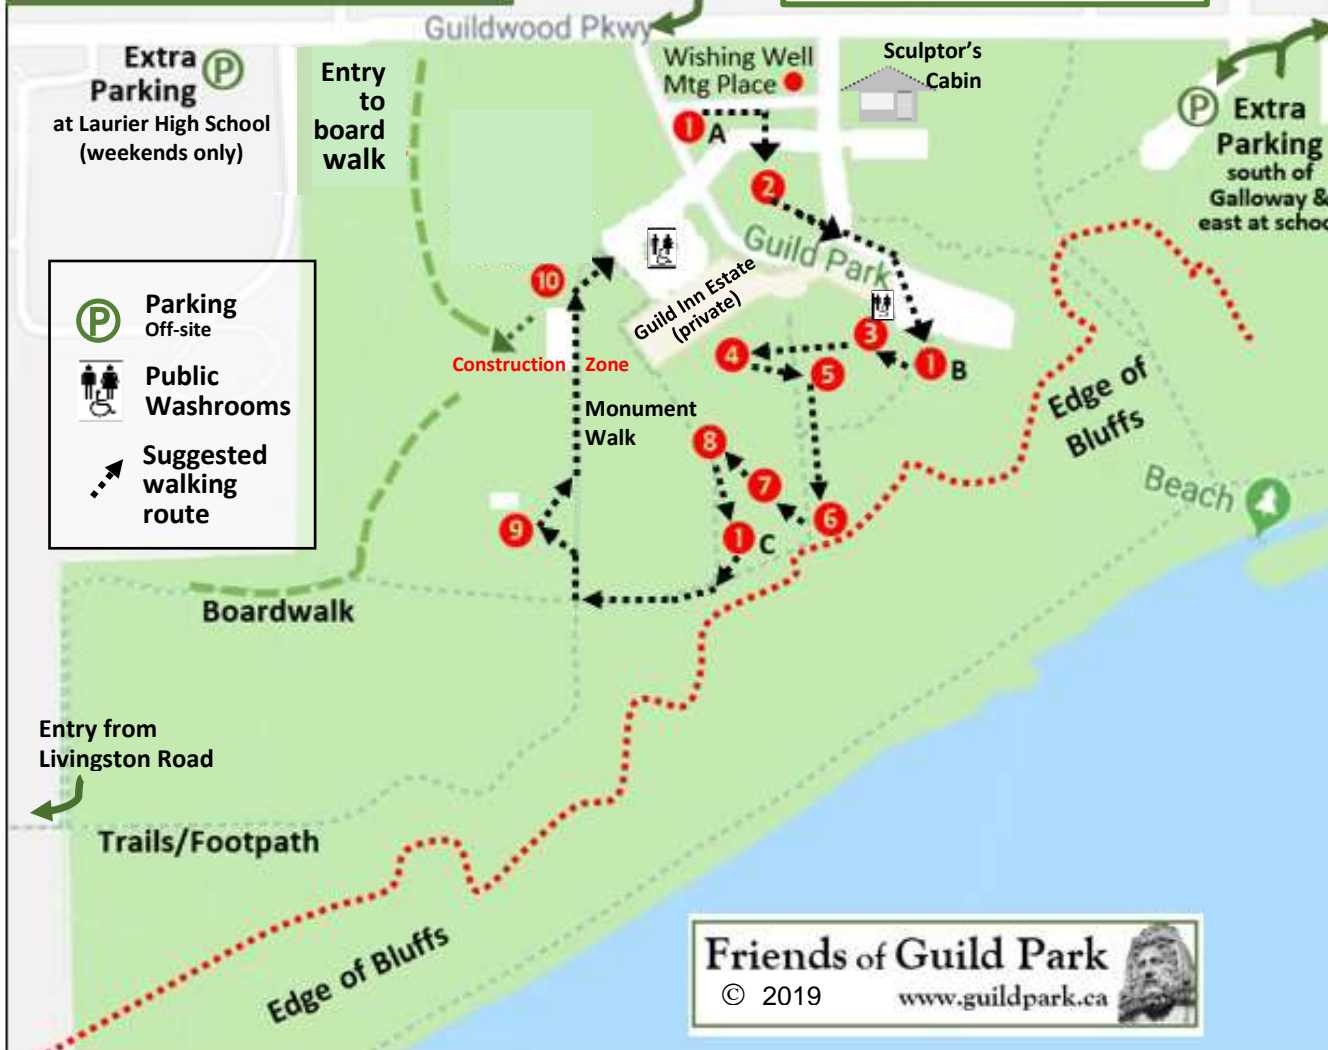 Guildwood Pkwy
Extra
Parking
P
at Laurier High School
(weekends only)
Entry
to
board
walk
Wishing Well
Mtg Place
Sculptor's
Cabin
P
Extra
Parking
south of
Galloway &
east at schoo
1 A
2
Guild Park
Guild Inn Estate
(private)
10
3
1 B
4
5
Construction Zone
Monument
Walk
8
7
6
9
1 C
Edge of
Bluffs
Beach
P
Parking
Off-site
Public
Washrooms
Suggested
walking
route
Boardwalk
Entry from
Livingston Road
Trails/Footpath
Edge of Bluffs
Friends of Guild Park
© 2019 www.guildpark.ca